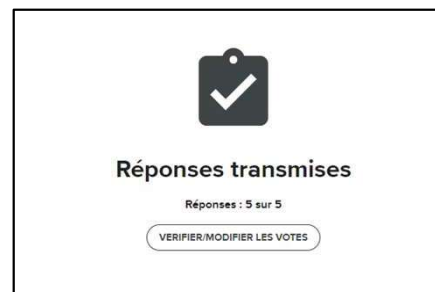 Réponses transmises
Réponses : 5 sur 5
VERIFIER/MODIFIER LES VOTES